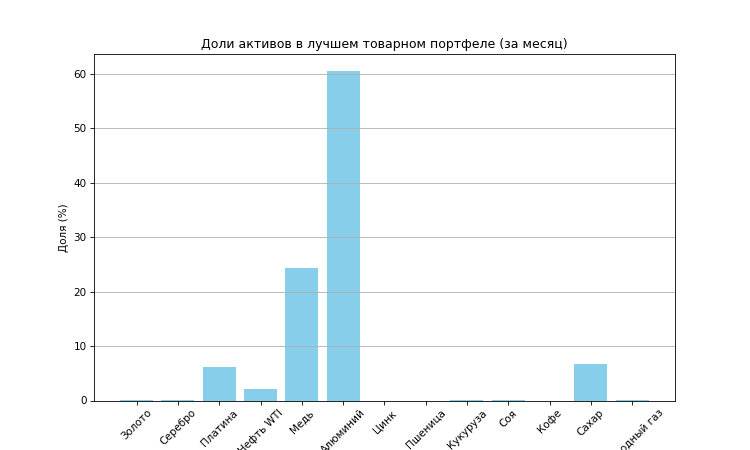 Доли активов в лучшем товарном портфеле (за месяц)
Доля (%)
60
50
40
30
20
10
0
Золото
Серебро
Платина
Нефть WTI
Медь
Алюминий
Цинк
Пшеница
Кукуруза
Соя
Кофе
Сахар
газ